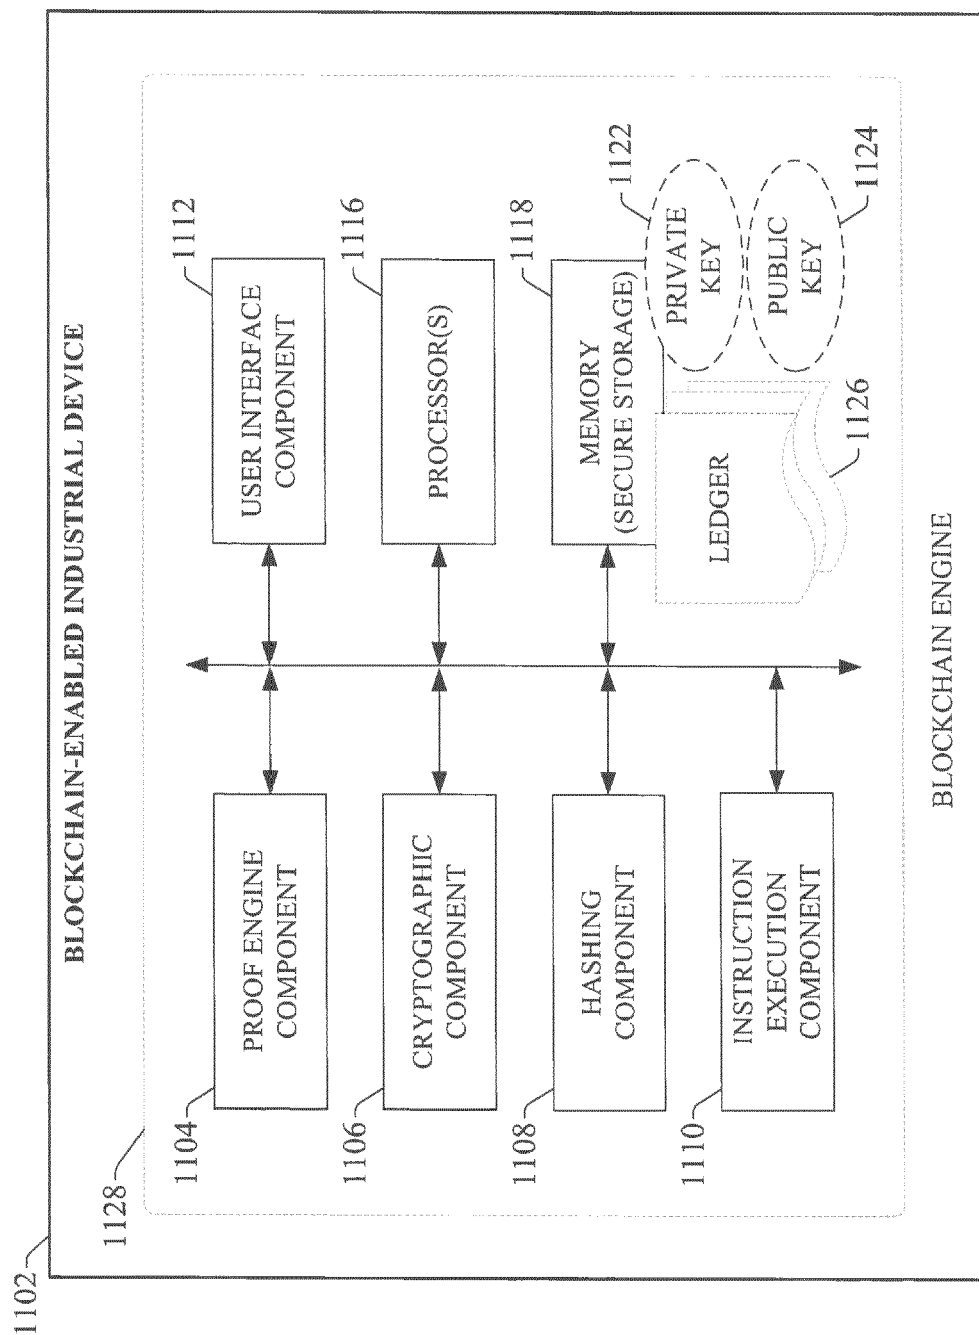 1102
BLOCKCHAIN-ENABLED INDUSTRIAL DEVICE
1128
1104
PROOF ENGINE
COMPONENT
1112
USER INTERFACE
COMPONENT
1106
CRYPTOGRAPHIC
COMPONENT
1116
PROCESSOR(S)
1108
HASHING
COMPONENT
1118
MEMORY
(SECURE STORAGE)
1122
PRIVATE
KEY
LEDGER
PUBLIC
KEY
1124
1126
1110
INSTRUCTION
EXECUTION
COMPONENT
BLOCKCHAIN ENGINE